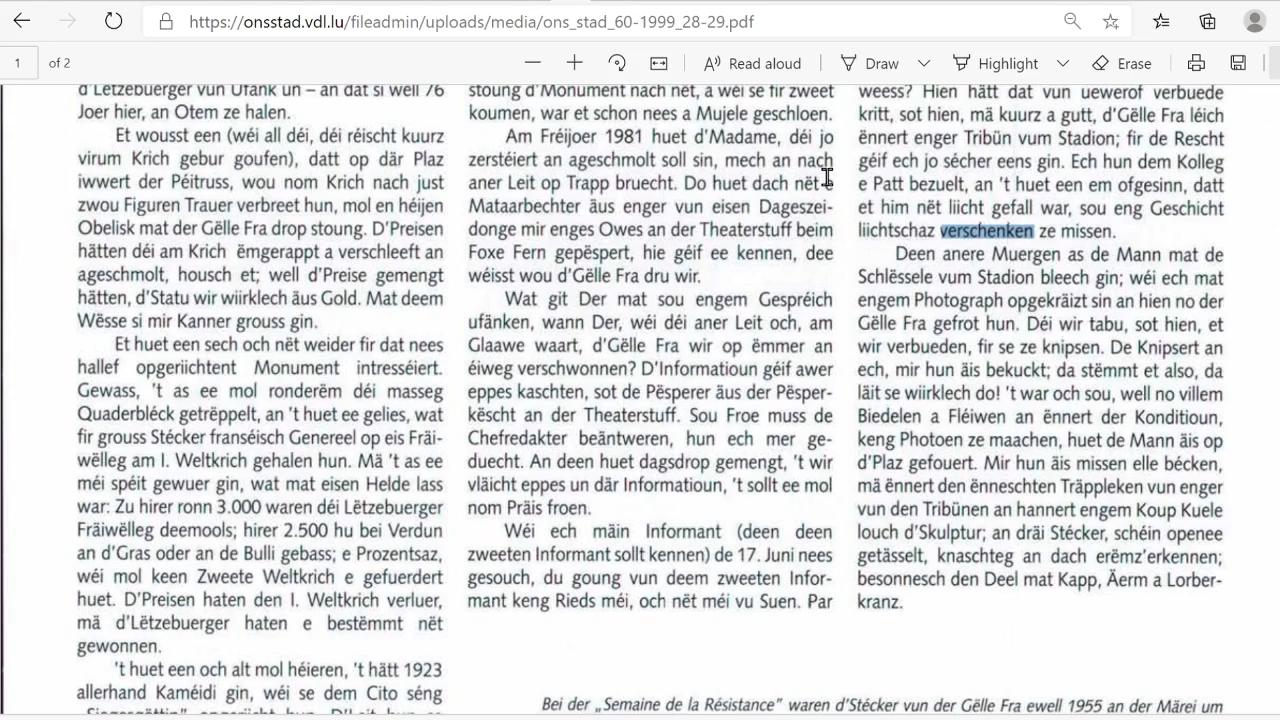 https://onsstad.vdl.lu/fileadmin/uploads/media/ons_stad_60-1999_28-29.pdf
1 of 2
Read aloud
Draw
Highlight
Erase
d'Lëtzebuerger vun Ufank un – an dat si well 76
Joer hier, an Otem ze halen.
Et wousst een (wéi all déi, déi réischt kuurz
virum Krich gebur goufen), datt op där Plaz
iwwert der Péitruss, wou nom Krich nach just
zwou Figuren Trauer verbreet hun, mol en héijen
Obelisk mat der Gëlle Fra drop stoung. D'Preisen
hätten déi am Krich ëmgerappt a verschleeft an
ageschmolt, housch et; well d'Preise gemengt
hätten, d'Statu wir wiirklech äus Gold. Mat deem
Wësse si mir Kanner grouss gin.
Et huet een sech och nët weider fir dat nees
hallef opgeriichtent Monument intresséiert.
Gewass, 't as ee mol ronderëm déi masseg
Quaderbléck getrëppelt, an 't huet ee gelies, wat
fir grouss Stécker franséisch Genereel op eis Fräi-
wëlleg am I. Weltkrich gehalen hun. Mä 't as ee
méi spéit gewuer gin, wat mat eisen Helde lass
war: Zu hirer ronn 3.000 waren déi Lëtzebuerger
Fräiwëlleg deemools; hirer 2.500 hu bei Verdun
an d'Gras oder an de Bulli gebass; e Prozentsaz,
wéi mol keen Zweete Weltkrich e gefuerdert
huet. D'Preisen haten den I. Weltkrich verluer,
mä d'Lëtzebuerger haten e bestëmmt nët
gewonnen.
't huet een och alt mol héieren, 't hätt 1923
allerhand Kaméidi gin, wéi se dem Cito séng
stoung d'Monument nach nët, a wéi se fir zweet
koumen, war et schon nees a Mujele geschloen.
Am Fréijoer 1981 huet d'Madame, déi jo
zerstéiert an ageschmolt soll sin, mech an nach
aner Leit op Trapp bruecht. Do huet dach nët e
Mataarbechter äus enger vun eisen Dageszei-
donge mir enges Owes an der Theaterstuff beim
Foxe Fern gepëspert, hie géif ee kennen, dee
wéisst wou d'Gëlle Fra dru wir.
Wat git Der mat sou engem Gespréich
ufänken, wann Der, wéi déi aner Leit och, am
Glaawe waart, d'Gëlle Fra wir op ëmmer an
éiweg verschwonnen? D'Informatioun géif awer
eppes kaschten, sot de Pësperer äus der Pësper-
këscht an der Theaterstuff. Sou Froe muss de
Chefredakter beäntweren, hun ech mer ge-
duecht. An deen huet dagsdrop gemengt, 't wir
vläicht eppes un där Informatioun, 't sollt ee mol
nom Präis froen.
Wéi ech mäin Informant (deen deen
zweeten Informant sollt kennen) de 17. Juni nees
gesouch, du goung vun deem zweeten Infor-
mant keng Rieds méi, och nët méi vu Suen. Par
weess? Hien hätt dat vun uewerof verbuede
kritt, sot hien, mä kuurz a gutt, d'Gëlle Fra léich
ënnert enger Tribün vum Stadion; fir de Rescht
géif ech jo sécher eens gin. Ech hun dem Kolleg
e Patt bezuelt, an 't huet een em ofgesinn, datt
et him nët liicht gefall war, sou eng Geschicht
liichtschaz verschenken ze missen.
Deen anere Muergen as de Mann mat de
Schlëssele vum Stadion bleech gin; wéi ech mat
engem Photograph opgekräizt sin an hien no der
Gëlle Fra gefrot hun. Déi wir tabu, sot hien, et
wir verbueden, fir se ze knipsen. De Knipsert an
ech, mir hun äis bekuckt; da stëmmt et also, da
läit se wiirklech do! 't war och sou, well no villem
Biedelen a Fléiwen an ënnert der Konditioun,
keng Photoen ze maachen, huet de Mann äis op
d'Plaz gefouert. Mir hun äis missen elle bécken,
mä ënnert den ënneschten Träppleken vun enger
vun den Tribünen an hannert engem Koup Kuele
louch d'Skulptur; an dräi Stécker, schéin openee
getässelt, knaschteg an dach erëmz'erkennen;
besonnesch den Deel mat Kapp, Äerm a Lorber-
kranz.
Bei der „Semaine de la Résistance" waren d'Stécker vun der Gëlle Fra ewell 1955 an der Märei um